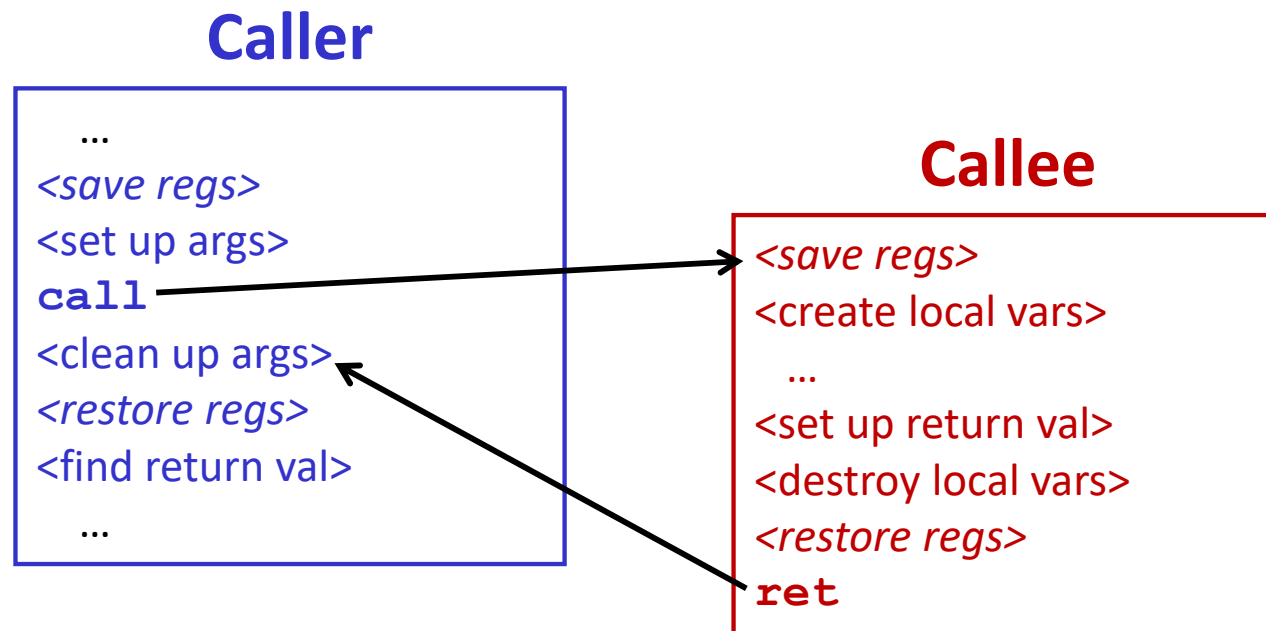 Caller
...
<save regs>
<set up args>
call
<clean up args>
<restore regs>
<find return val>
...
Callee
<save regs>
<create local vars>
...
<set up return val>
<destroy local vars>
<restore regs>
ret